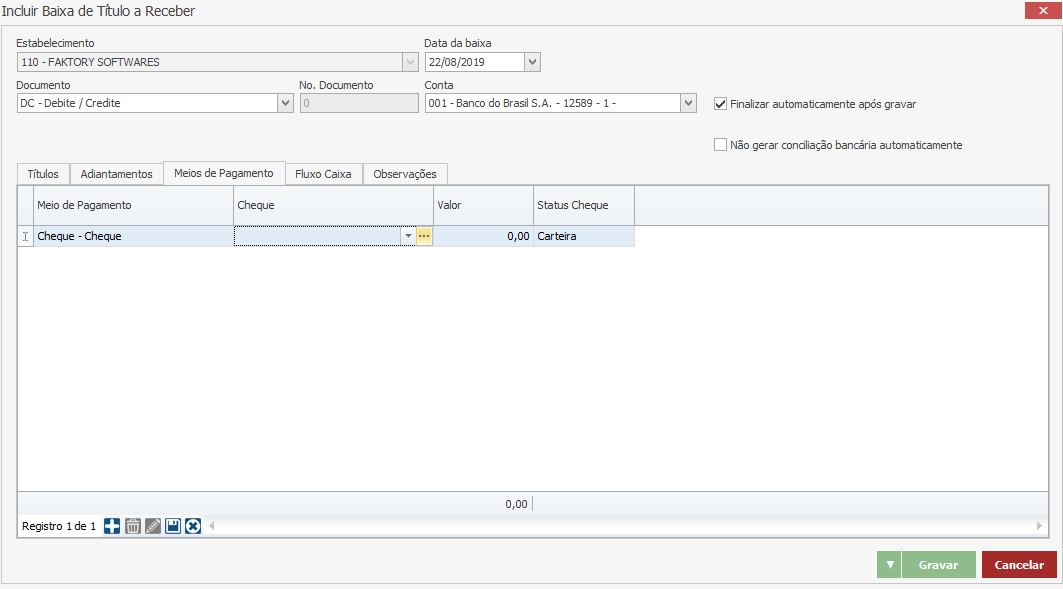 Incluir Baixa de Título a Receber
Estabelecimento
Data da baixa
110 - FAKTORY SOFTWARES
22/08/2019
Documento
No. Documento
Conta
DC - Debite / Credite
0
001 - Banco do Brasil S.A. - 12589 - 1 -
Finalizar automaticamente após gravar
Não gerar conciliação bancária automaticamente
Títulos
Adiantamentos
Meios de Pagamento
Fluxo Caixa
Observações
Meio de Pagamento
Cheque
Valor
Status Cheque
Cheque - Cheque
0,00
Carteira
0,00
Registro 1 de 1
Gravar
Cancelar